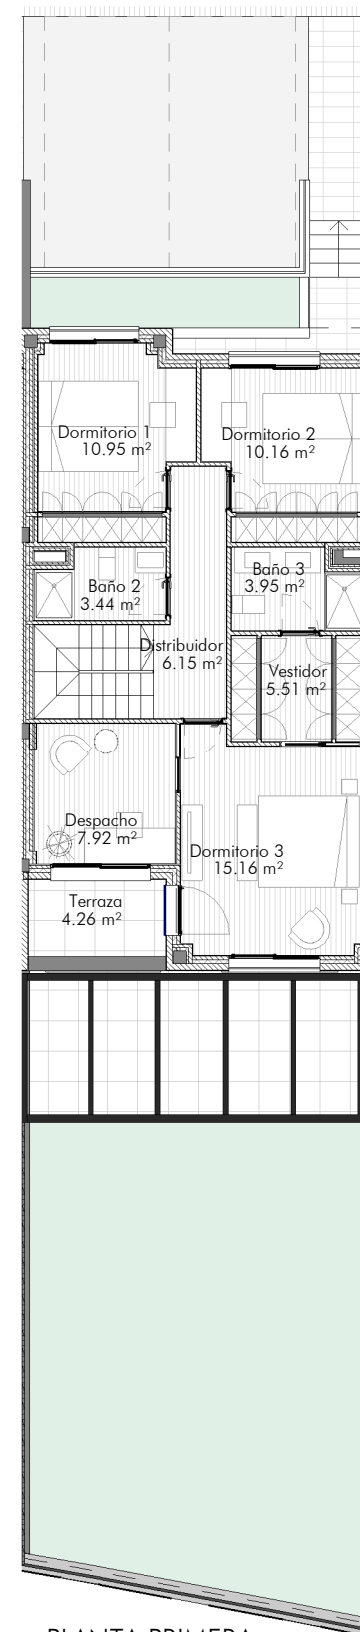 Dormitorio 1
10.95 m²
Dormitorio 2
10.16 m²
Baño 2
3.44 m²
Baño 3
3.95 m²
Distribuidor
6.15 m²
Vestidor
5.51 m²
Despacho
7.92 m²
Dormitorio 3
15.16 m²
Terraza
4.26 m²
PLANTA PRIMERA